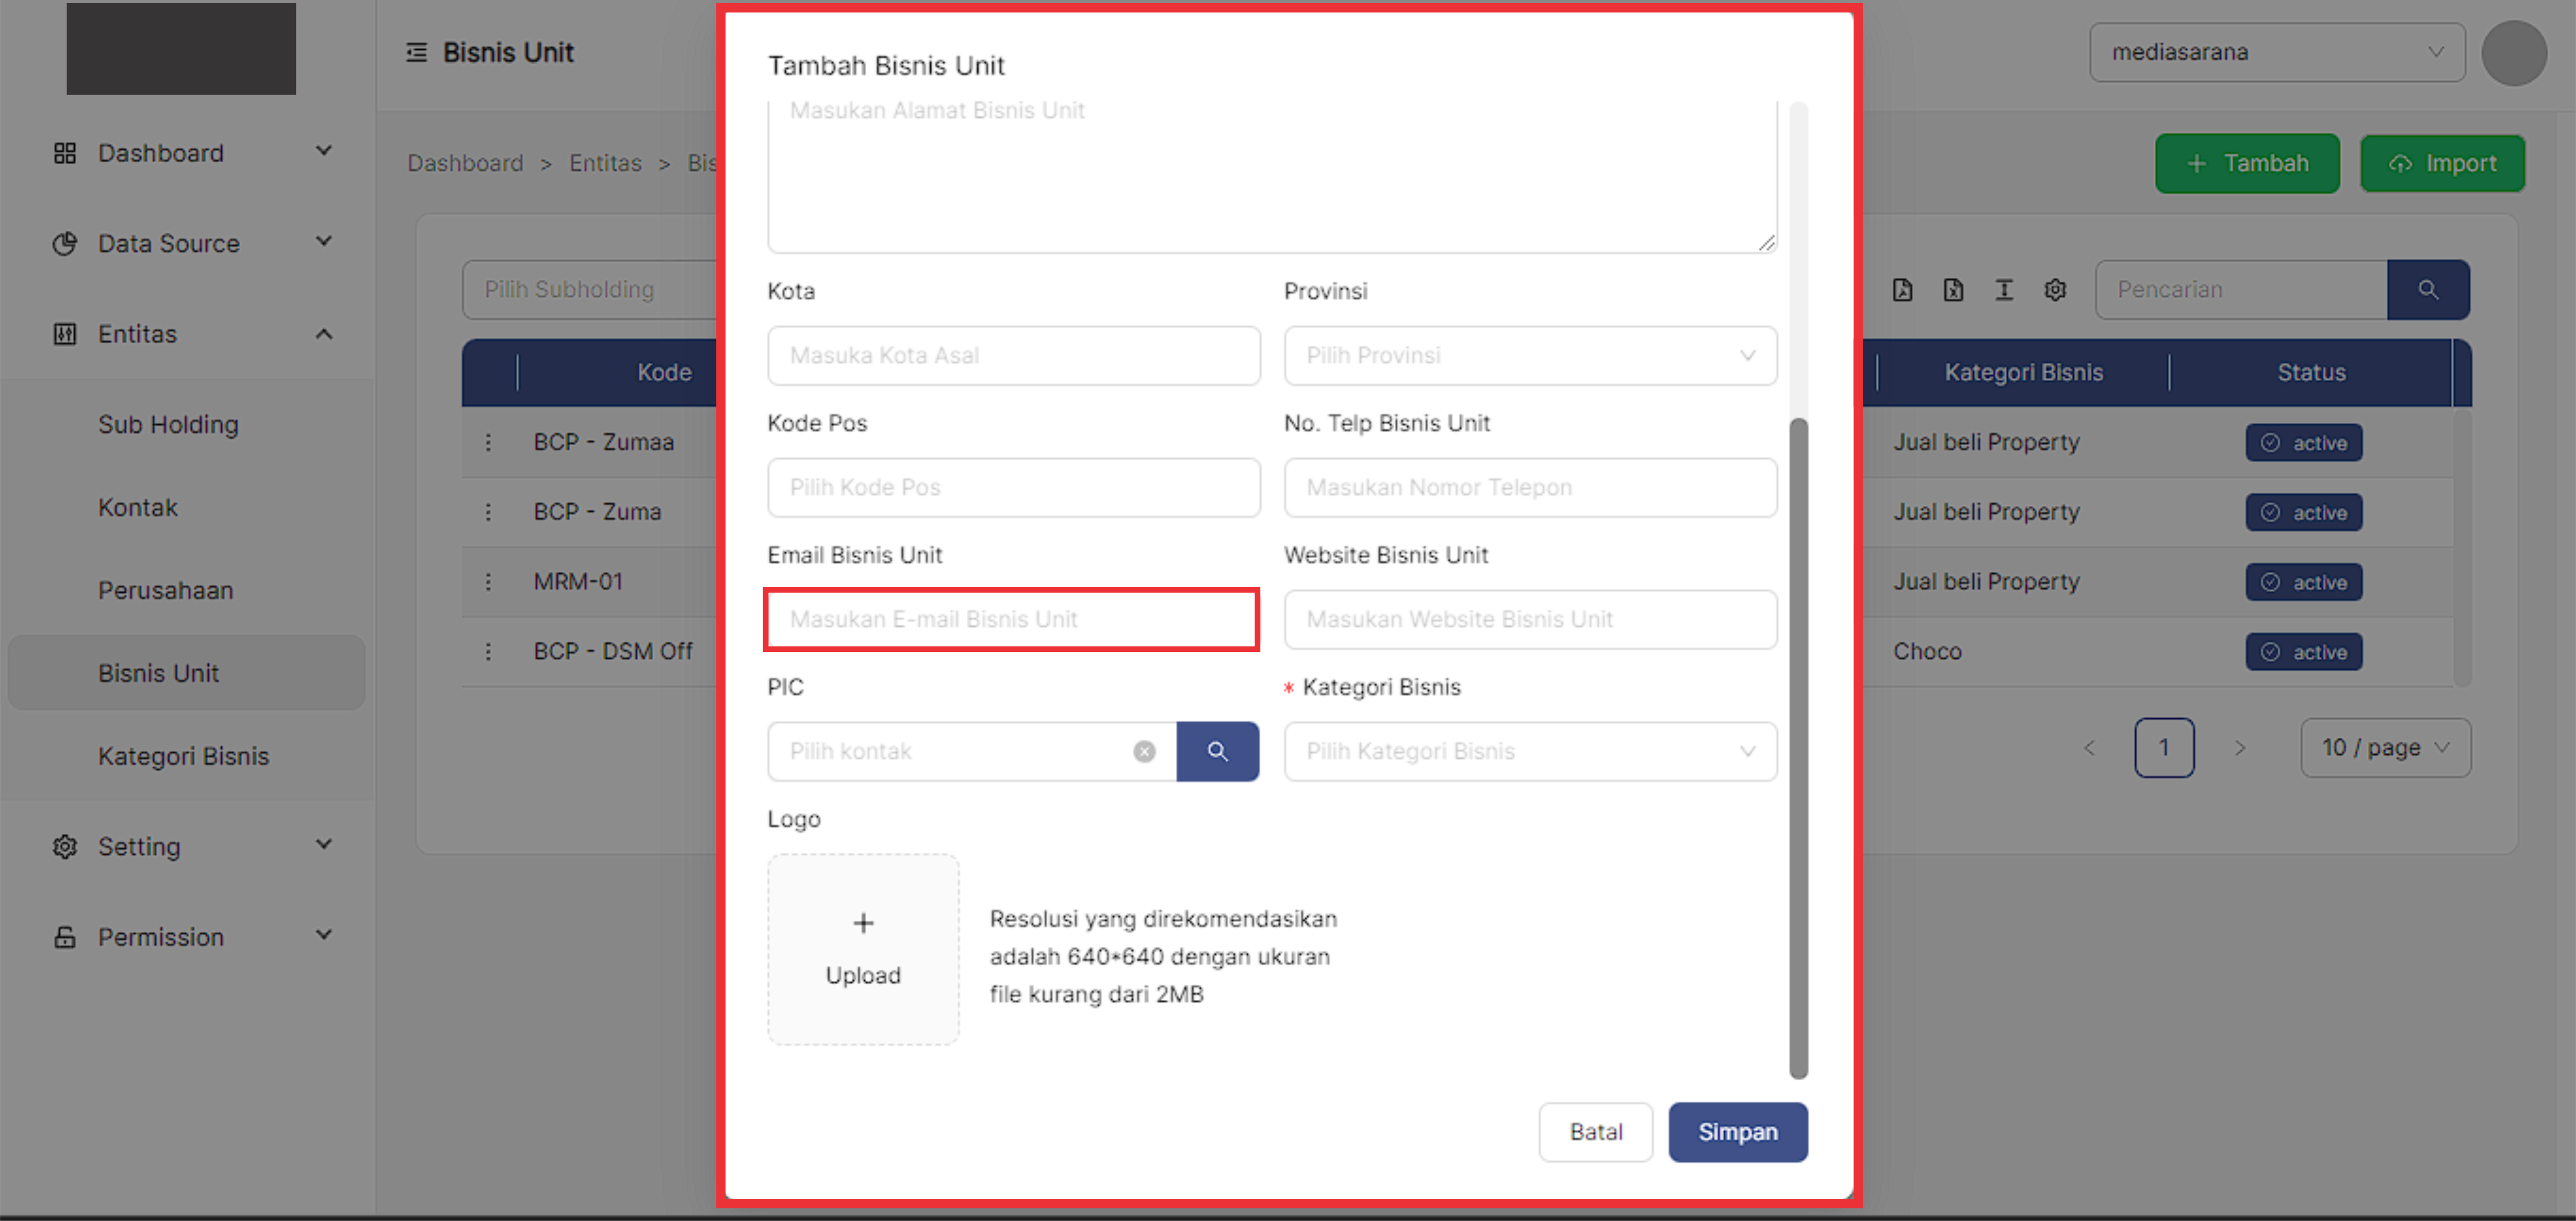 Bisnis Unit
mediasarana
Dashboard
Data Source
Entitas
Sub Holding
Kontak
Perusahaan
Bisnis Unit
Kategori Bisnis
Setting
Permission
Dashboard > Entitas > Bis
+ Tambah
Import
Pilih Subholding
Pencarian
Kode
Kategori Bisnis
Status
BCP - Zumaa
Jual beli Property
active
BCP - Zuma
Jual beli Property
active
MRM-01
Jual beli Property
active
BCP - DSM Off
Choco
active
< 1 >
10 / page
Tambah Bisnis Unit
Masukan Alamat Bisnis Unit
Kota
Provinsi
Masuka Kota Asal
Pilih Provinsi
Kode Pos
No. Telp Bisnis Unit
Pilih Kode Pos
Masukan Nomor Telepon
Email Bisnis Unit
Website Bisnis Unit
Masukan E-mail Bisnis Unit
Masukan Website Bisnis Unit
PIC
* Kategori Bisnis
Pilih kontak
Pilih Kategori Bisnis
Logo
+
Upload
Resolusi yang direkomendasikan
adalah 640*640 dengan ukuran
file kurang dari 2MB
Batal
Simpan